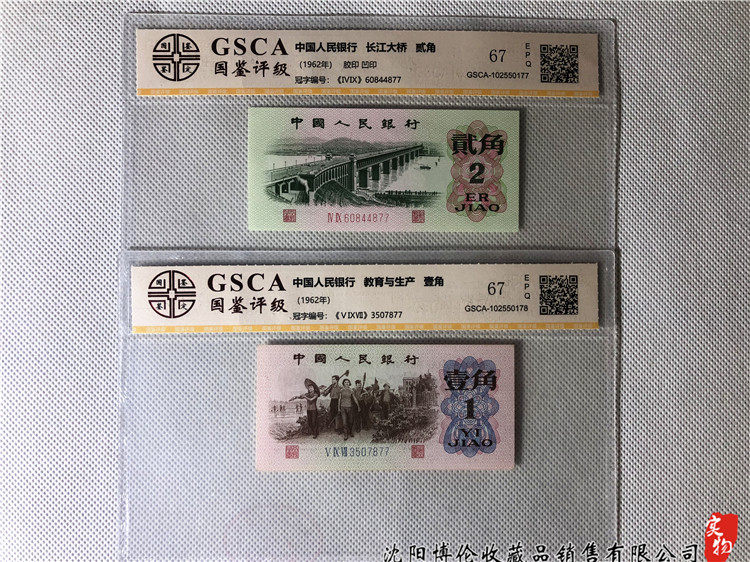 GSCA
国鉴评级
中国人民银行 长江大桥 贰角
(1962年) 胶印 凹印
冠字编号:《IVIX》60844877
67
EPQ
GSCA-102550177
中國人民銀行
貳角
2
ER
JIAO
IV IX 60844877
GSCA
国鉴评级
中国人民银行 教育与生产 壹角
(1962年)
冠字编号:《VIXVII》3507877
67
EPQ
GSCA-102550178
中國人民銀行
壹角
1
YI
JIAO
V IX VII 3507877
实物
沈阳博伦收藏品销售有限公司